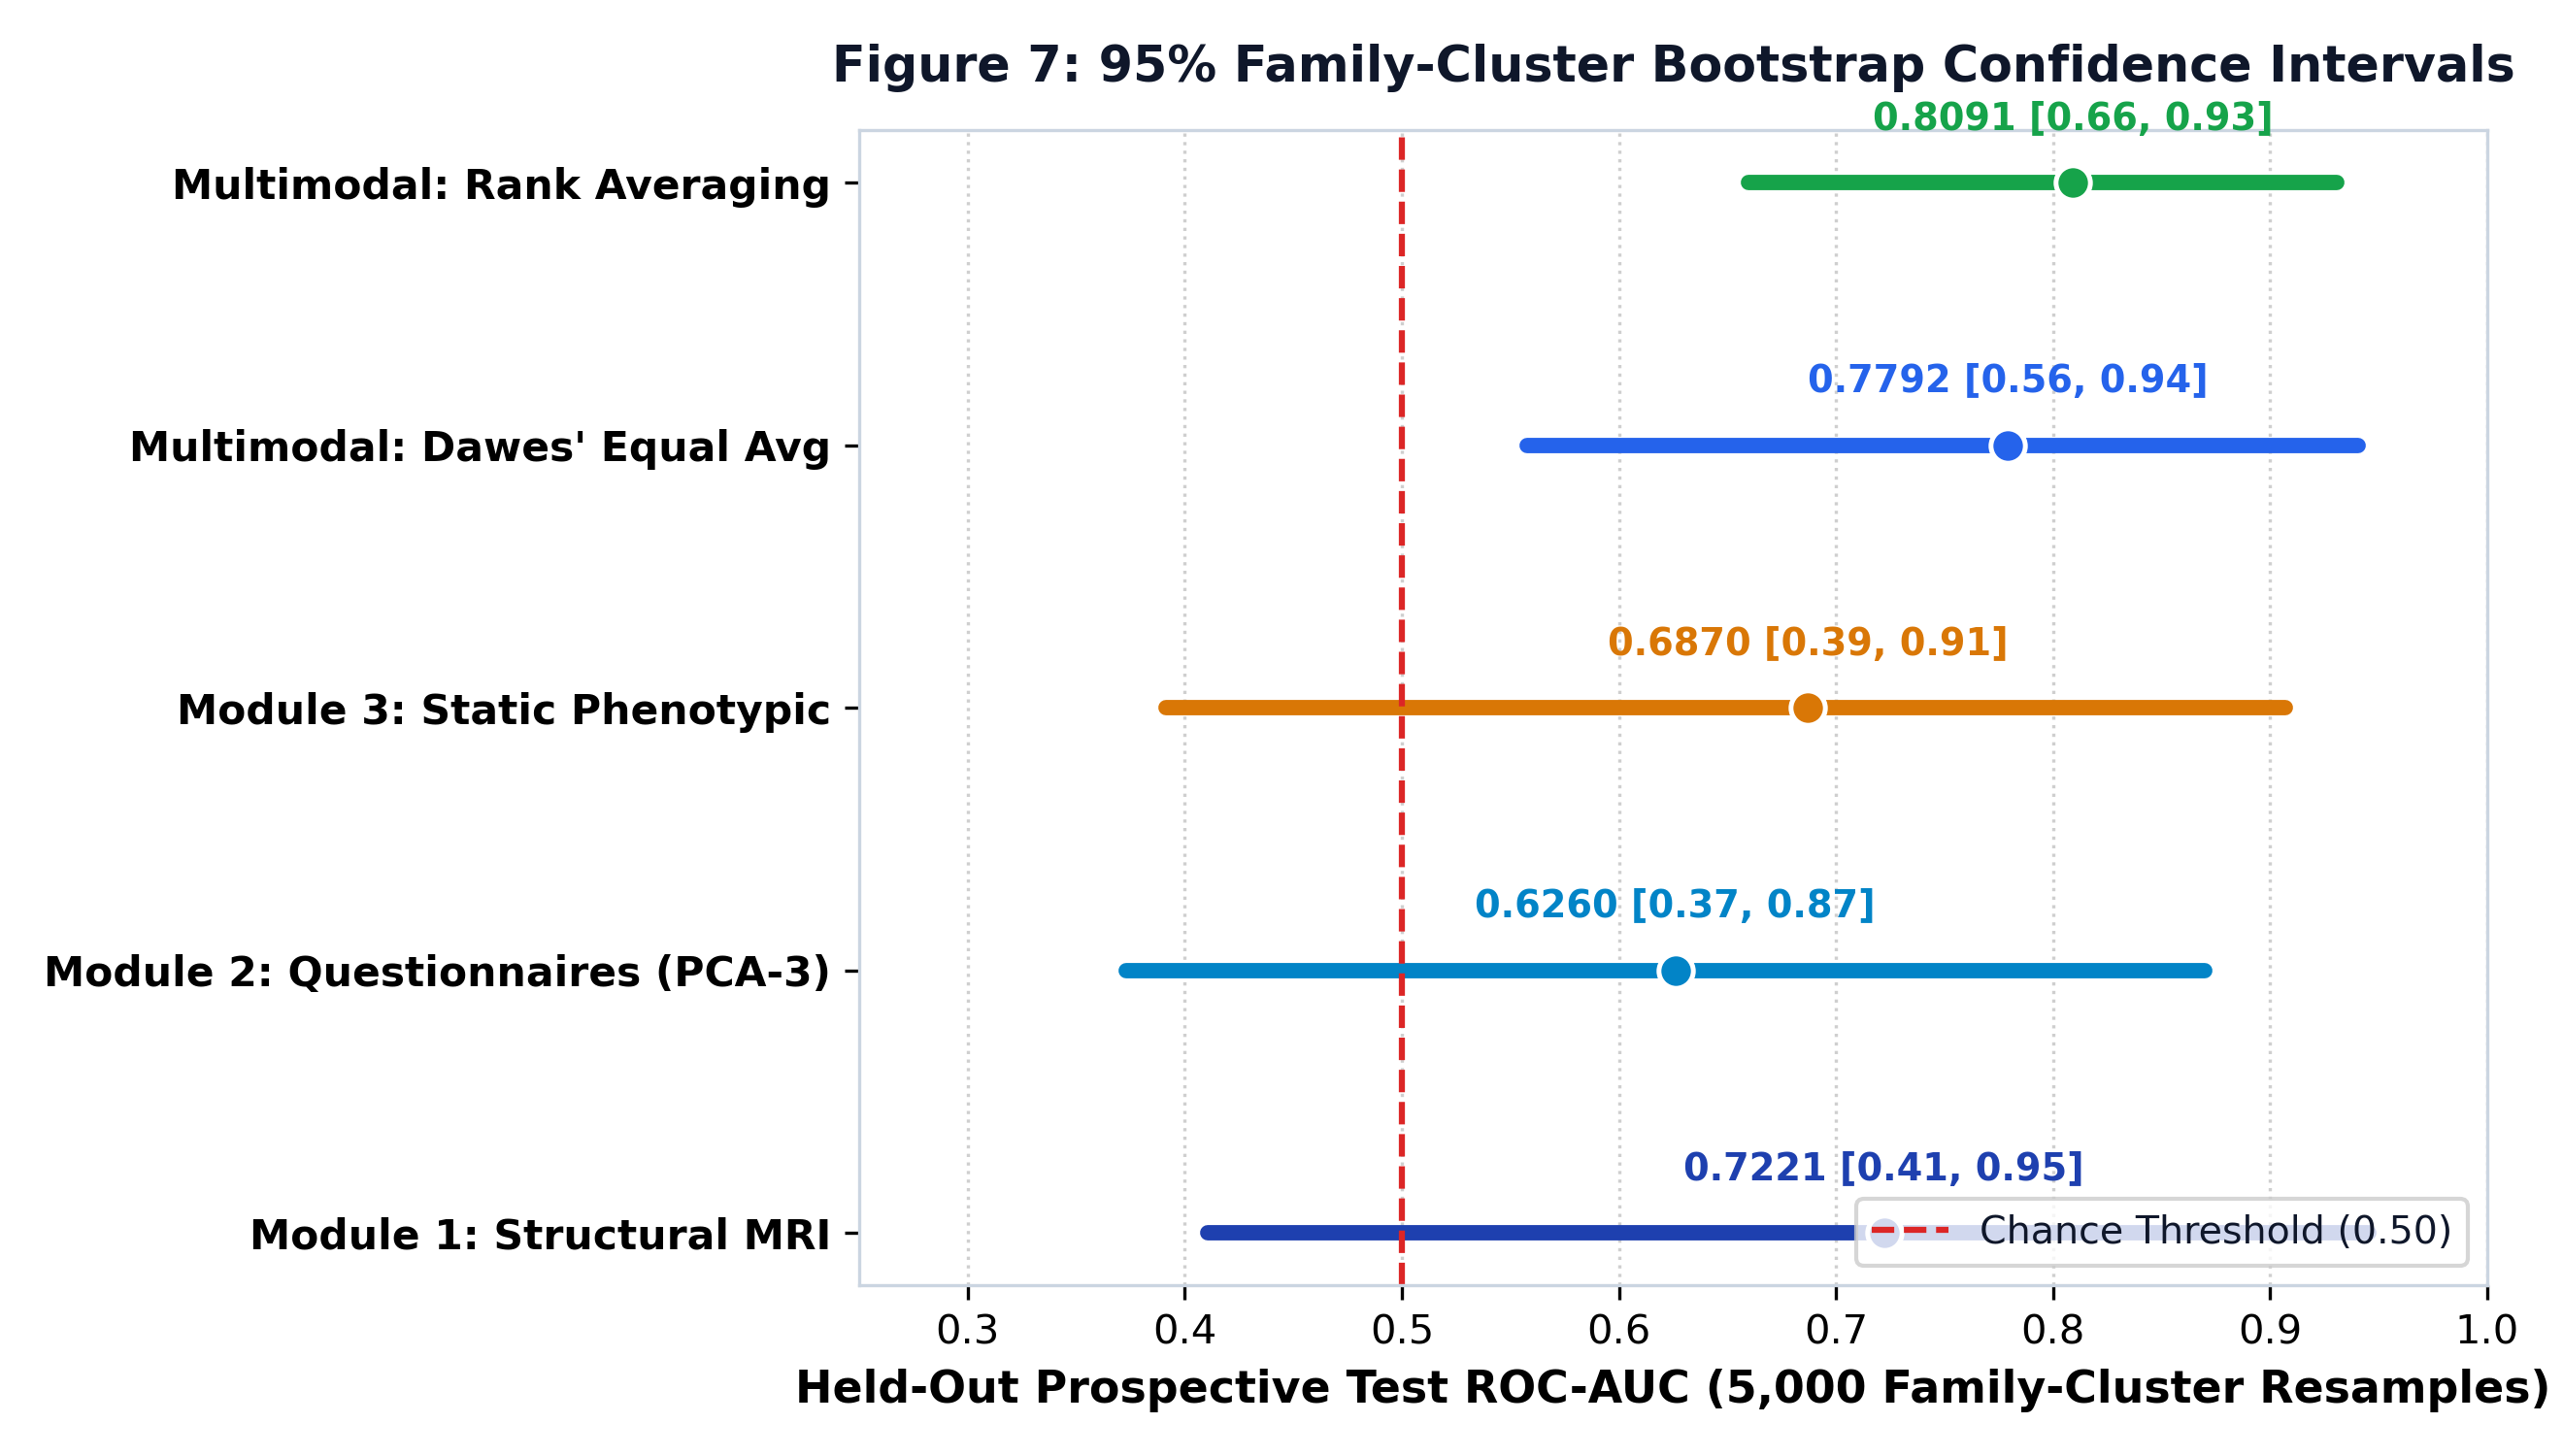 Figure 7: 95% Family-Cluster Bootstrap Confidence Intervals
0.8091 [0.66, 0.93]
Multimodal: Rank Averaging
0.7792 [0.56, 0.94]
Multimodal: Dawes' Equal Avg
0.6870 [0.39, 0.91]
Module 3: Static Phenotypic
0.6260 [0.37, 0.87]
Module 2: Questionnaires (PCA-3)
0.7221 [0.41, 0.95]
Module 1: Structural MRI
Chance Threshold (0.50)
0.3 0.4 0.5 0.6 0.7 0.8 0.9 1.0
Held-Out Prospective Test ROC-AUC (5,000 Family-Cluster Resamples)